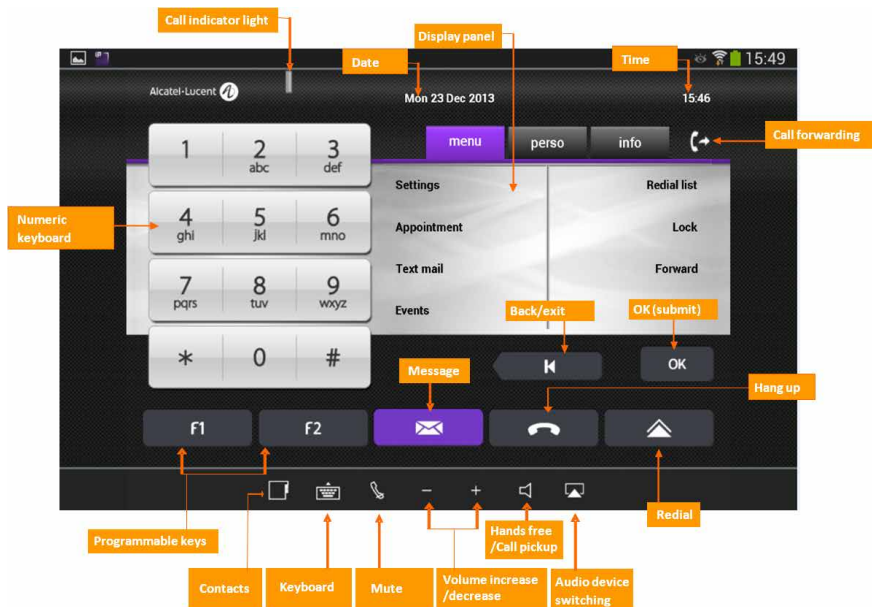 Call indicator light
Display panel
Date
Time
15:49
Alcatel-Lucent
Mon 23 Dec 2013
15:46
menu
perso
info
Call forwarding
1
2
abc
3
def
Settings
Redial list
Numeric
keyboard
4
ghi
5
jkl
6
mno
Appointment
Lock
7
pqrs
8
tuv
9
wxyz
Text mail
Forward
Events
Back/exit
OK (submit)
*
0
#
Message
OK
Hang up
F1
F2
-
+
Redial
Programmable keys
Hands free
/Call pickup
Contacts
Keyboard
Mute
Volume increase
/decrease
Audio device
switching